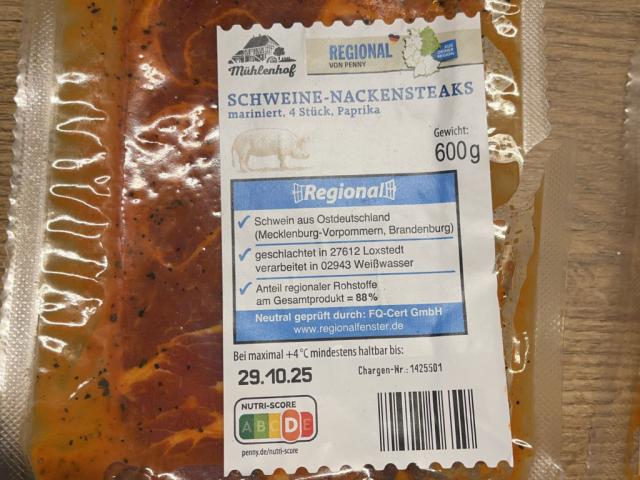 Mühlenhof
REGIONAL
VON PENNY
AUS
DEINER
REGION
SCHWEINE-NACKENSTEAKS
mariniert, 4 Stück, Paprika
Gewicht:
600g
Regional
Schwein aus Ostdeutschland
(Mecklenburg-Vorpommern, Brandenburg)
geschlachtet in 27612 Loxstedt
verarbeitet in 02943 Weißwasser
Anteil regionaler Rohstoffe
am Gesamtprodukt = 88%
Neutral geprüft durch: FQ-Cert GmbH
www.regionalfenster.de
Bei maximal +4°C mindestens haltbar bis:
29.10.25
Chargen-Nr.: 1425501
NUTRI-SCORE
A B C D E
penny.de/nutri-score